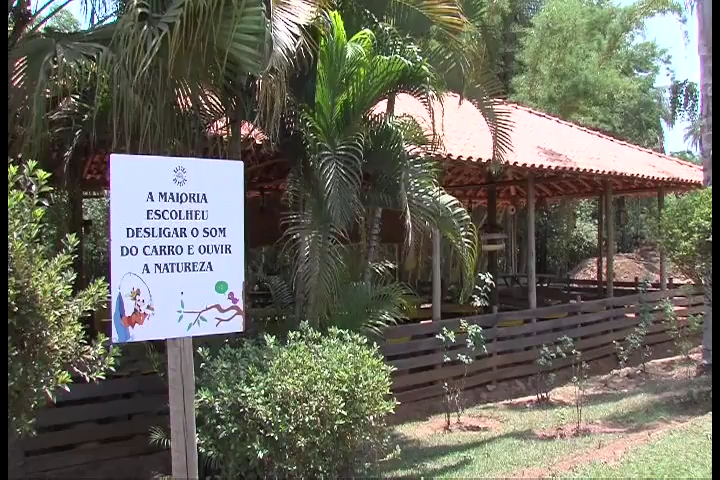 A MAIORIA
ESCOLHEU
DESLIGAR O SOM
DO CARRO E OUVIR
A NATUREZA